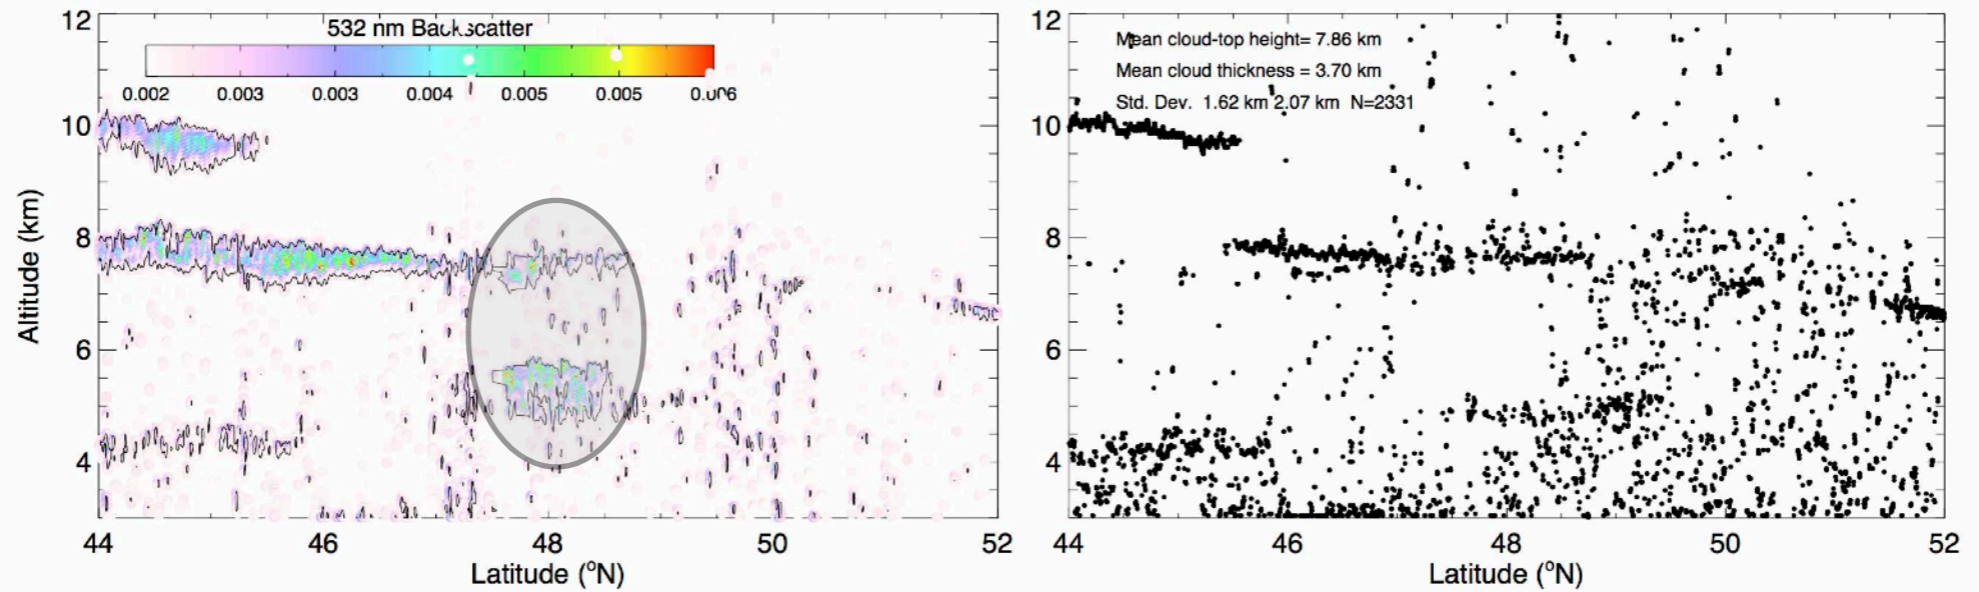 12
10
8
6
4
Altitude (km)
532 nm Backscatter
0.002 0.003 0.003 0.004 0.005 0.005 0.006
44 46 48 50 52
Latitude (°N)
12
10
8
6
4
Mean cloud-top height= 7.86 km
Mean cloud thickness = 3.70 km
Std. Dev. 1.62 km 2.07 km N=2331
44 46 48 50 52
Latitude (°N)